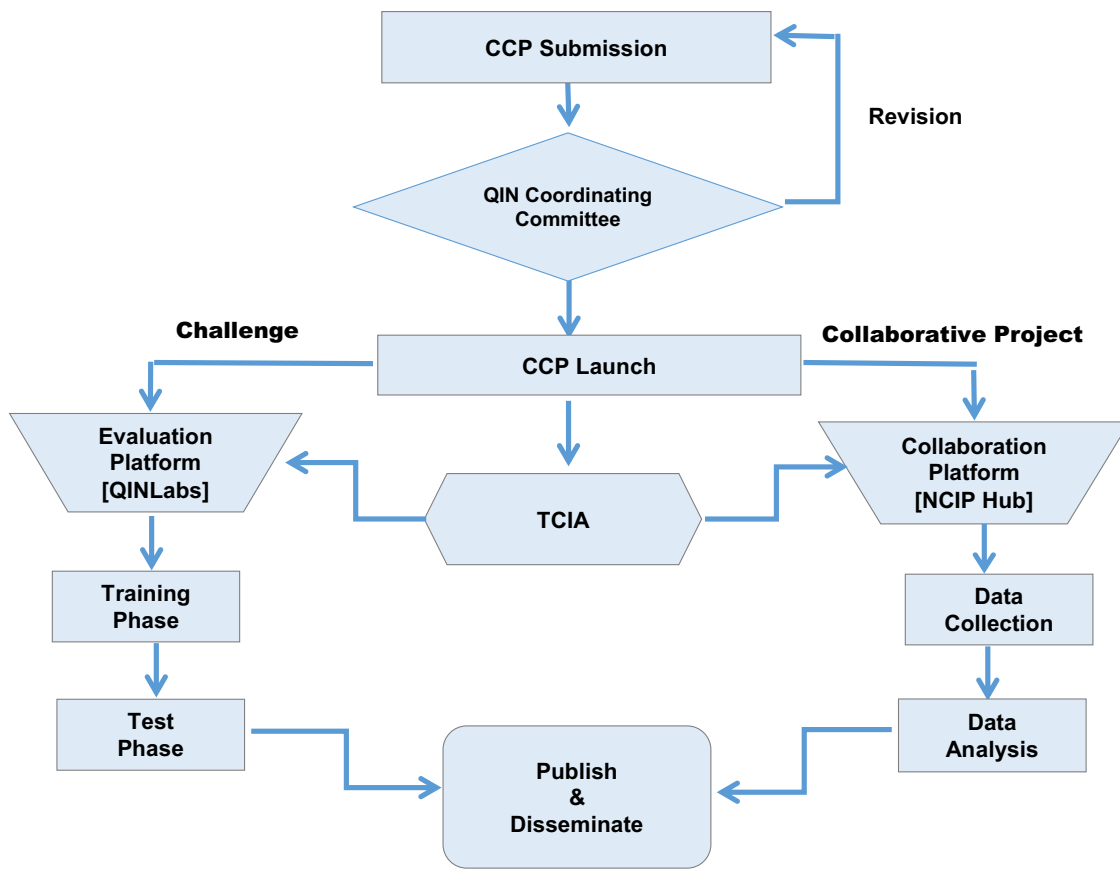 CCP Submission
Revision
QIN Coordinating
Committee
Challenge
Collaborative Project
CCP Launch
Evaluation
Platform
[QINLabs]
TCIA
Collaboration
Platform
[NCIP Hub]
Training
Phase
Data
Collection
Test
Phase
Data
Analysis
Publish
&
Disseminate